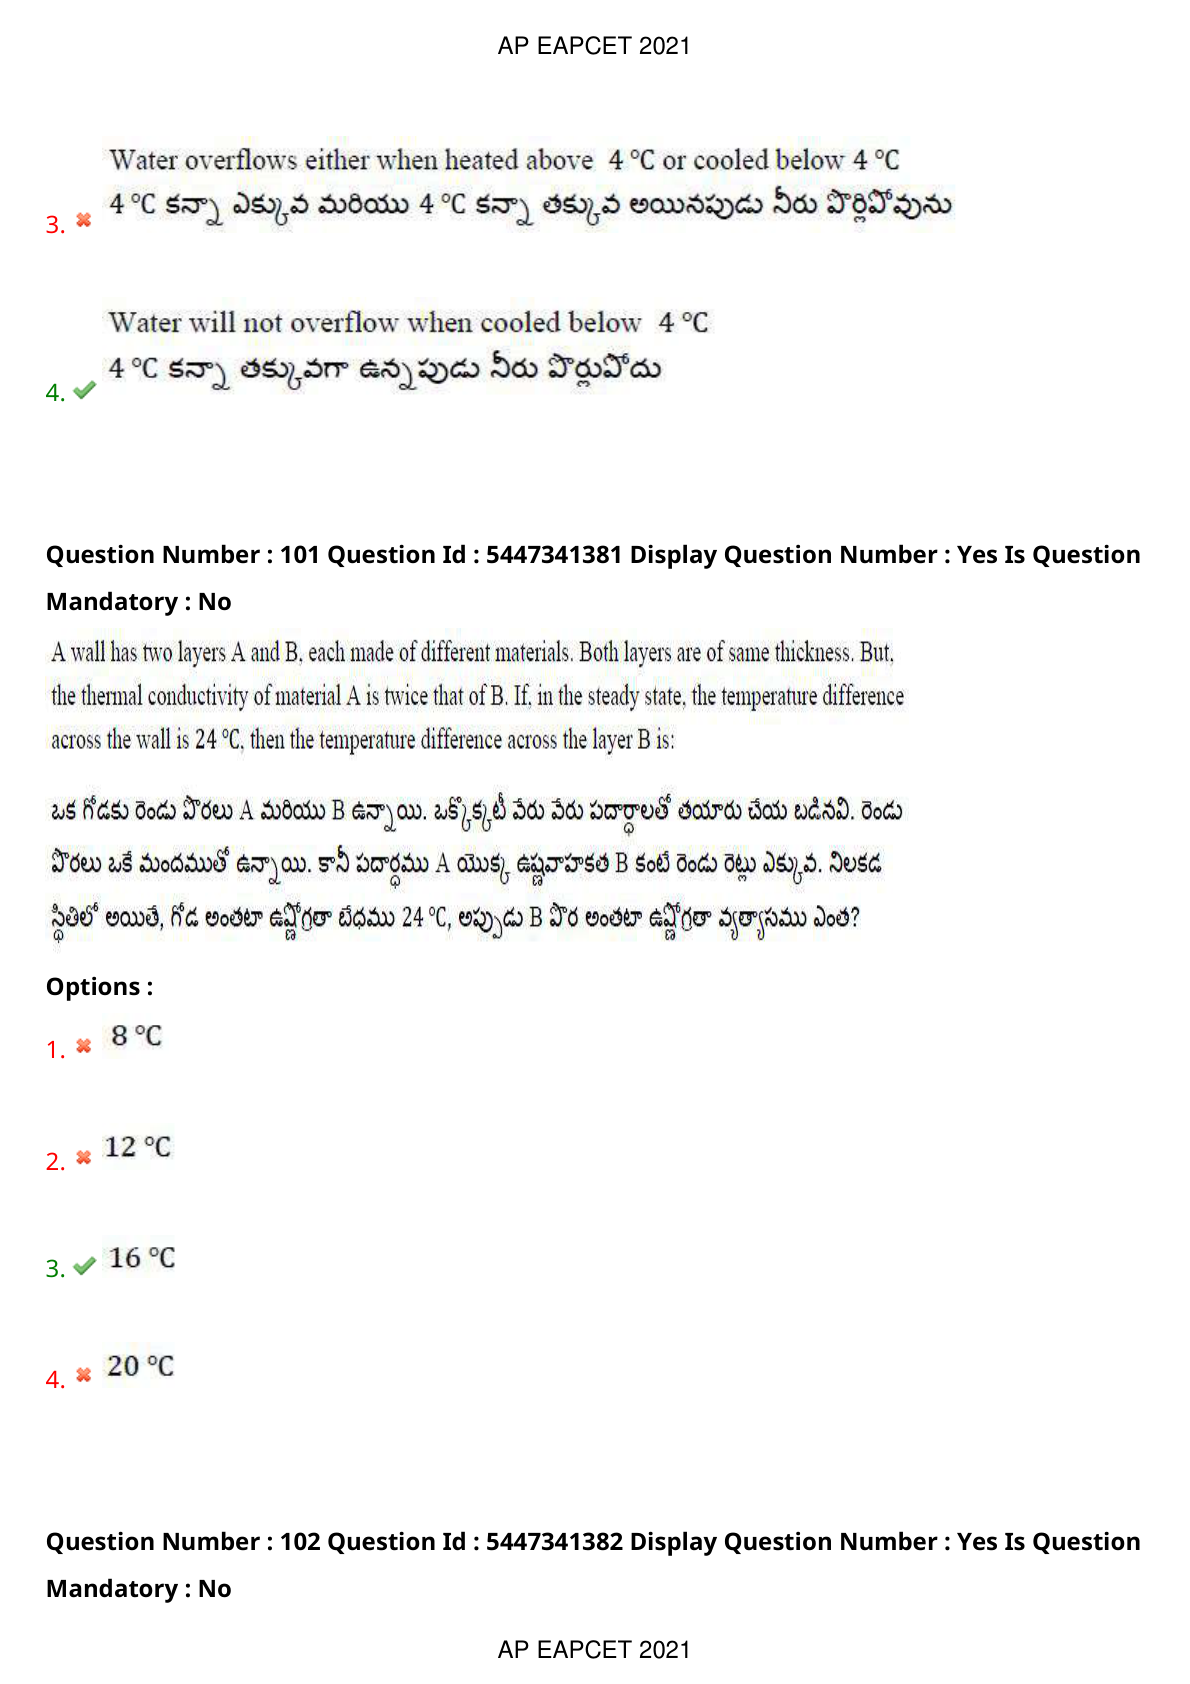 AP EAPCET 2021
Water overflows either when heated above 4 °C or cooled below 4 °C
4 °C కన్నా ఎక్కువ మరియు 4 °C కన్నా తక్కువ అయినపుడు నీరు పొర్లిపోవును
3.
Water will not overflow when cooled below 4 °C
4 °C కన్నా తక్కువగా ఉన్నపుడు నీరు పొర్లుపోదు
4.
Question Number : 101 Question Id : 5447341381 Display Question Number : Yes Is Question
Mandatory : No
A wall has two layers A and B, each made of different materials. Both layers are of same thickness. But,
the thermal conductivity of material A is twice that of B. If, in the steady state, the temperature difference
across the wall is 24 °C, then the temperature difference across the layer B is:
ఒక గోడకు రెండు పొరలు A మరియు B ఉన్నాయి. ఒక్కొక్కటీ వేరు వేరు పదార్థాలతో తయారు చేయ బడినవి. రెండు
పొరలు ఒకే మందముతో ఉన్నాయి. కానీ పదార్థము A యొక్క ఉష్ణవాహకత B కంటే రెండు రెట్లు ఎక్కువ. నిలకడ
స్థితిలో అయితే, గోడ అంతటా ఉష్ణోగ్రతా బేధము 24 °C, అప్పుడు B పొర అంతటా ఉష్ణోగ్రతా వ్యత్యాసము ఎంత?
Options :
1. 8 °C
2. 12 °C
3. 16 °C
4. 20 °C
Question Number : 102 Question Id : 5447341382 Display Question Number : Yes Is Question
Mandatory : No
AP EAPCET 2021